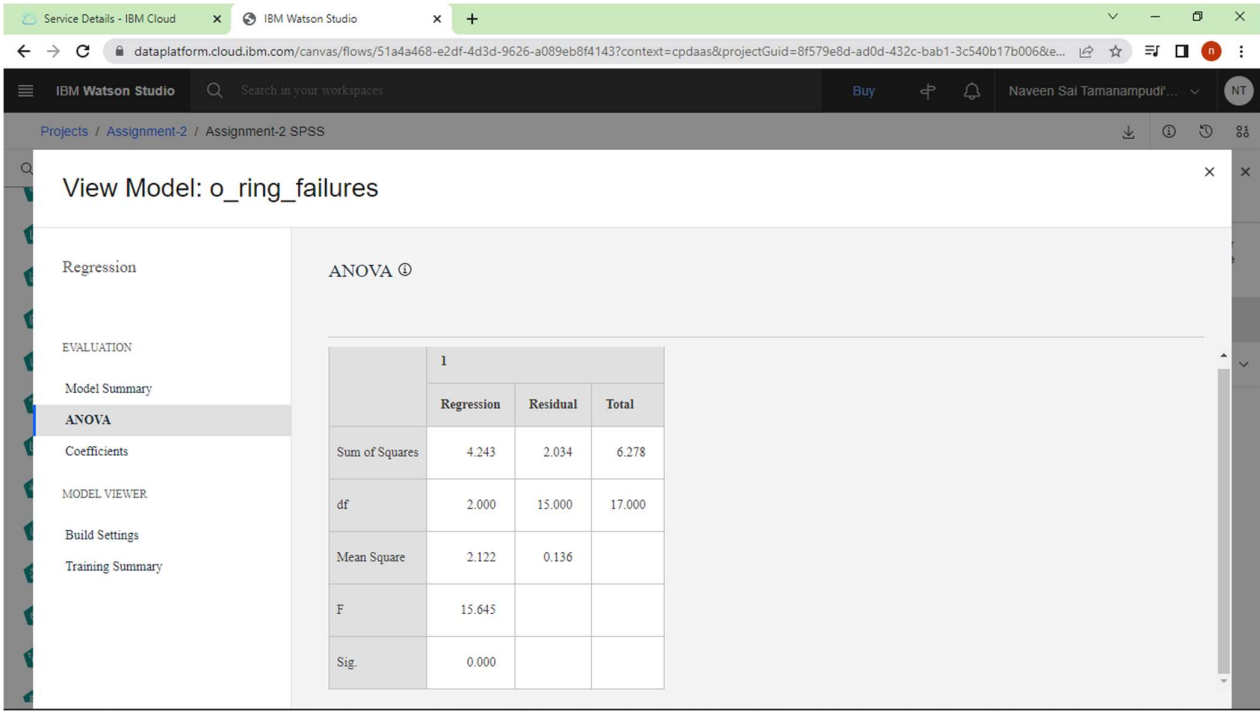 Service Details - IBM Cloud
IBM Watson Studio
dataplatform.cloud.ibm.com/canvas/flows/51a4a468-e2df-4d3d-9626-a089eb8f4143?context=cpdaas&projectGuid=8f579e8d-ad0d-432c-bab1-3c540b17b006&e...
n
IBM Watson Studio
Search in your workspaces
Buy
Naveen Sai Tamanampudi'...
NT
Projects / Assignment-2 / Assignment-2 SPSS
View Model: o_ring_failures
Regression
EVALUATION
Model Summary
ANOVA
Coefficients
MODEL VIEWER
Build Settings
Training Summary
ANOVA
1
Regression Residual Total
Sum of Squares 4.243 2.034 6.278
df 2.000 15.000 17.000
Mean Square 2.122 0.136
F 15.645
Sig. 0.000